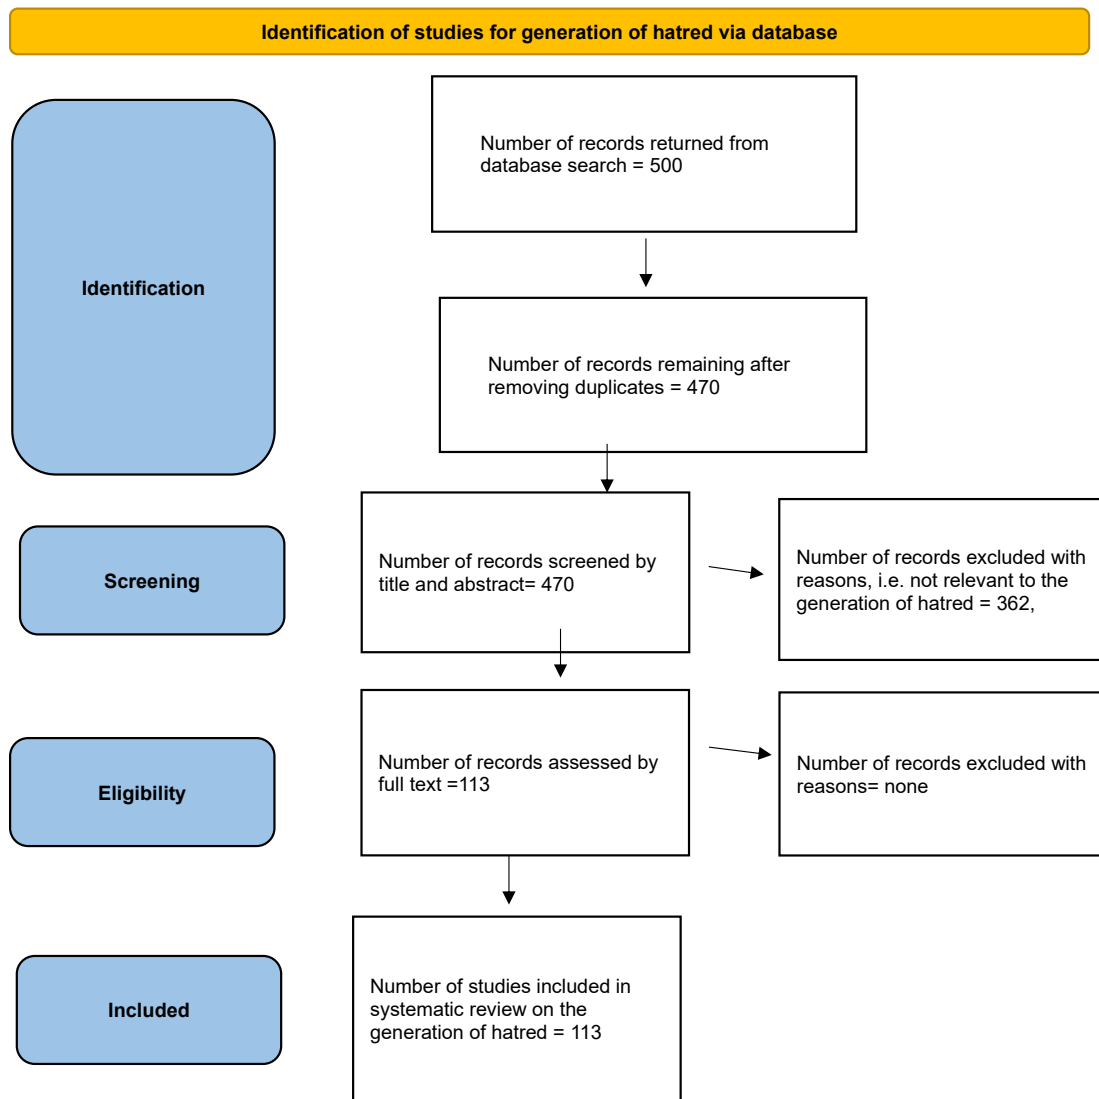 Identification of studies for generation of hatred via database
Number of records returned from
database search = 500
Identification
Number of records remaining after
removing duplicates = 470
Screening
Number of records screened by
title and abstract= 470
Number of records excluded with
reasons, i.e. not relevant to the
generation of hatred = 362,
Eligibility
Number of records assessed by
full text =113
Number of records excluded with
reasons= none
Included
Number of studies included in
systematic review on the
generation of hatred = 113